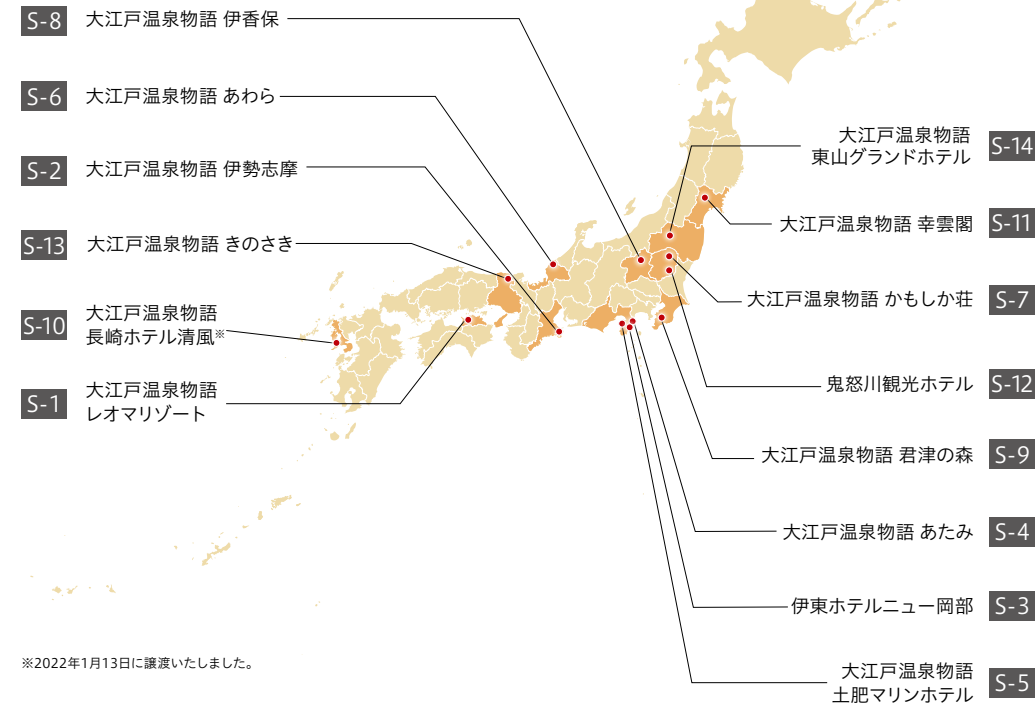 S-8 大江戸温泉物語 伊香保
S-6 大江戸温泉物語 あわら
S-2 大江戸温泉物語 伊勢志摩
S-13 大江戸温泉物語 きのさき
S-10 大江戸温泉物語
長崎ホテル清風※
S-1 大江戸温泉物語
レオマリゾート
大江戸温泉物語
東山グランドホテル S-14
大江戸温泉物語 幸雲閣 S-11
大江戸温泉物語 かもしか荘 S-7
鬼怒川観光ホテル S-12
大江戸温泉物語 君津の森 S-9
大江戸温泉物語 あたみ S-4
伊東ホテルニュー岡部 S-3
大江戸温泉物語
土肥マリンホテル S-5
※2022年1月13日に譲渡いたしました。